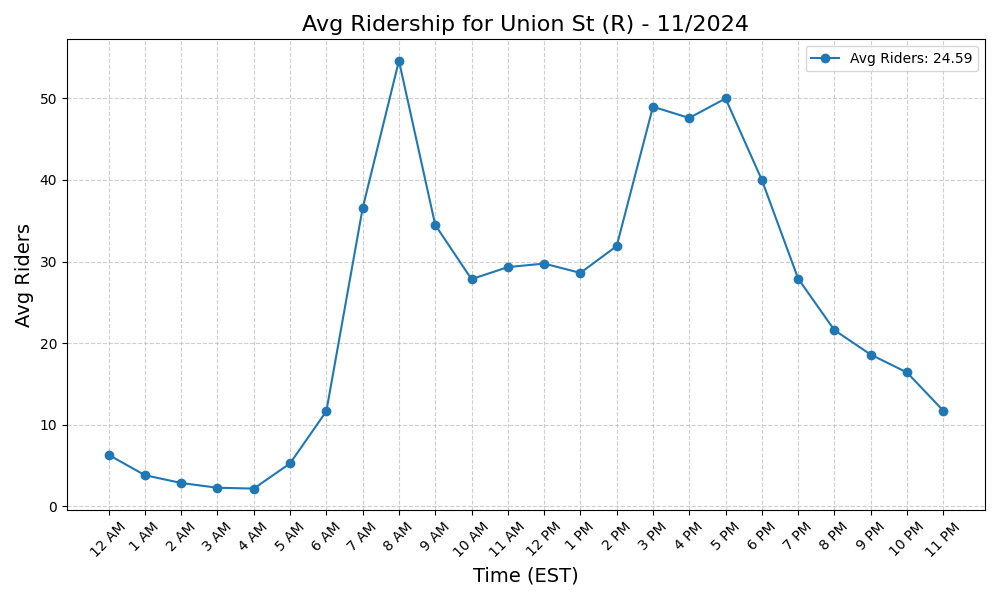 Avg Ridership for Union St (R) - 11/2024
Avg Riders: 24.59
Avg Riders
50
40
30
20
10
0
12 AM
1 AM
2 AM
3 AM
4 AM
5 AM
6 AM
7 AM
8 AM
9 AM
10 AM
11 AM
12 PM
1 PM
2 PM
3 PM
4 PM
5 PM
6 PM
7 PM
8 PM
9 PM
10 PM
11 PM
Time (EST)